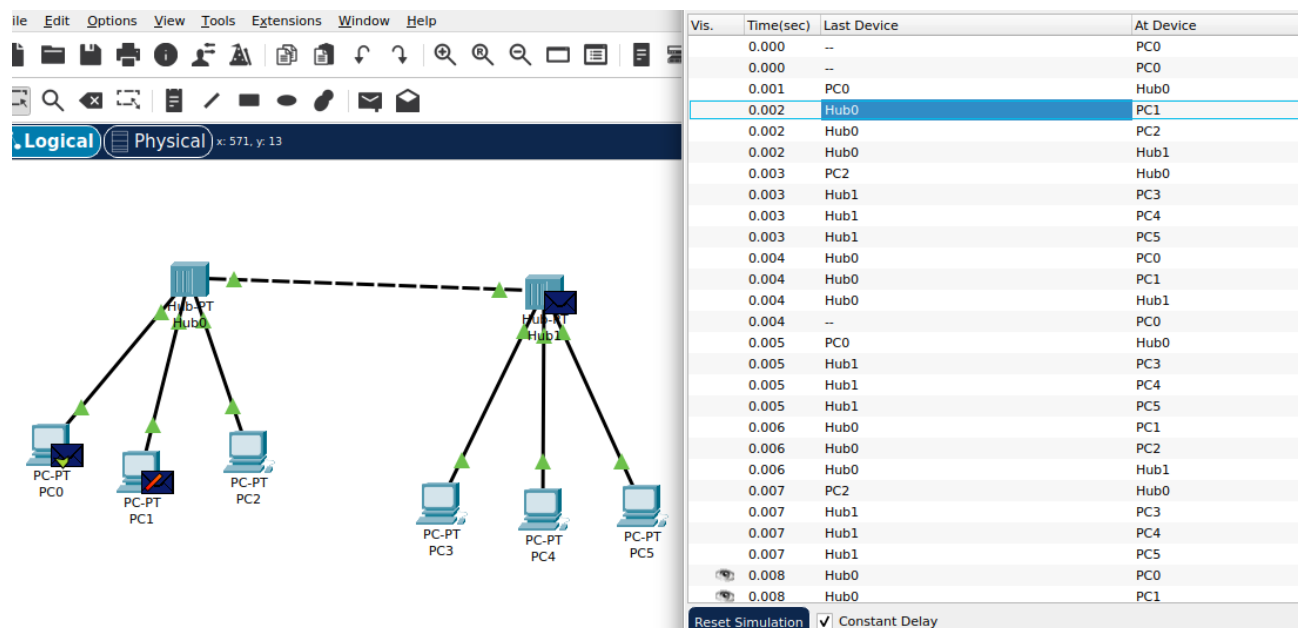 ile Edit Options View Tools Extensions Window Help
Logical Physical x: 571, y: 13
Hub-PT
Hub0
Hub-PT
Hub1
PC-PT
PC0
PC-PT
PC1
PC-PT
PC2
PC-PT
PC3
PC-PT
PC4
PC-PT
PC5
Vis. Time(sec) Last Device At Device
0.000 -- PC0
0.000 -- PC0
0.001 PC0 Hub0
0.002 Hub0 PC1
0.002 Hub0 PC2
0.002 Hub0 Hub1
0.003 PC2 Hub0
0.003 Hub1 PC3
0.003 Hub1 PC4
0.003 Hub1 PC5
0.004 Hub0 PC0
0.004 Hub0 PC1
0.004 Hub0 Hub1
0.004 -- PC0
0.005 PC0 Hub0
0.005 Hub1 PC3
0.005 Hub1 PC4
0.005 Hub1 PC5
0.006 Hub0 PC1
0.006 Hub0 PC2
0.006 Hub0 Hub1
0.007 PC2 Hub0
0.007 Hub1 PC3
0.007 Hub1 PC4
0.007 Hub1 PC5
0.008 Hub0 PC0
0.008 Hub0 PC1
Reset Simulation Constant Delay